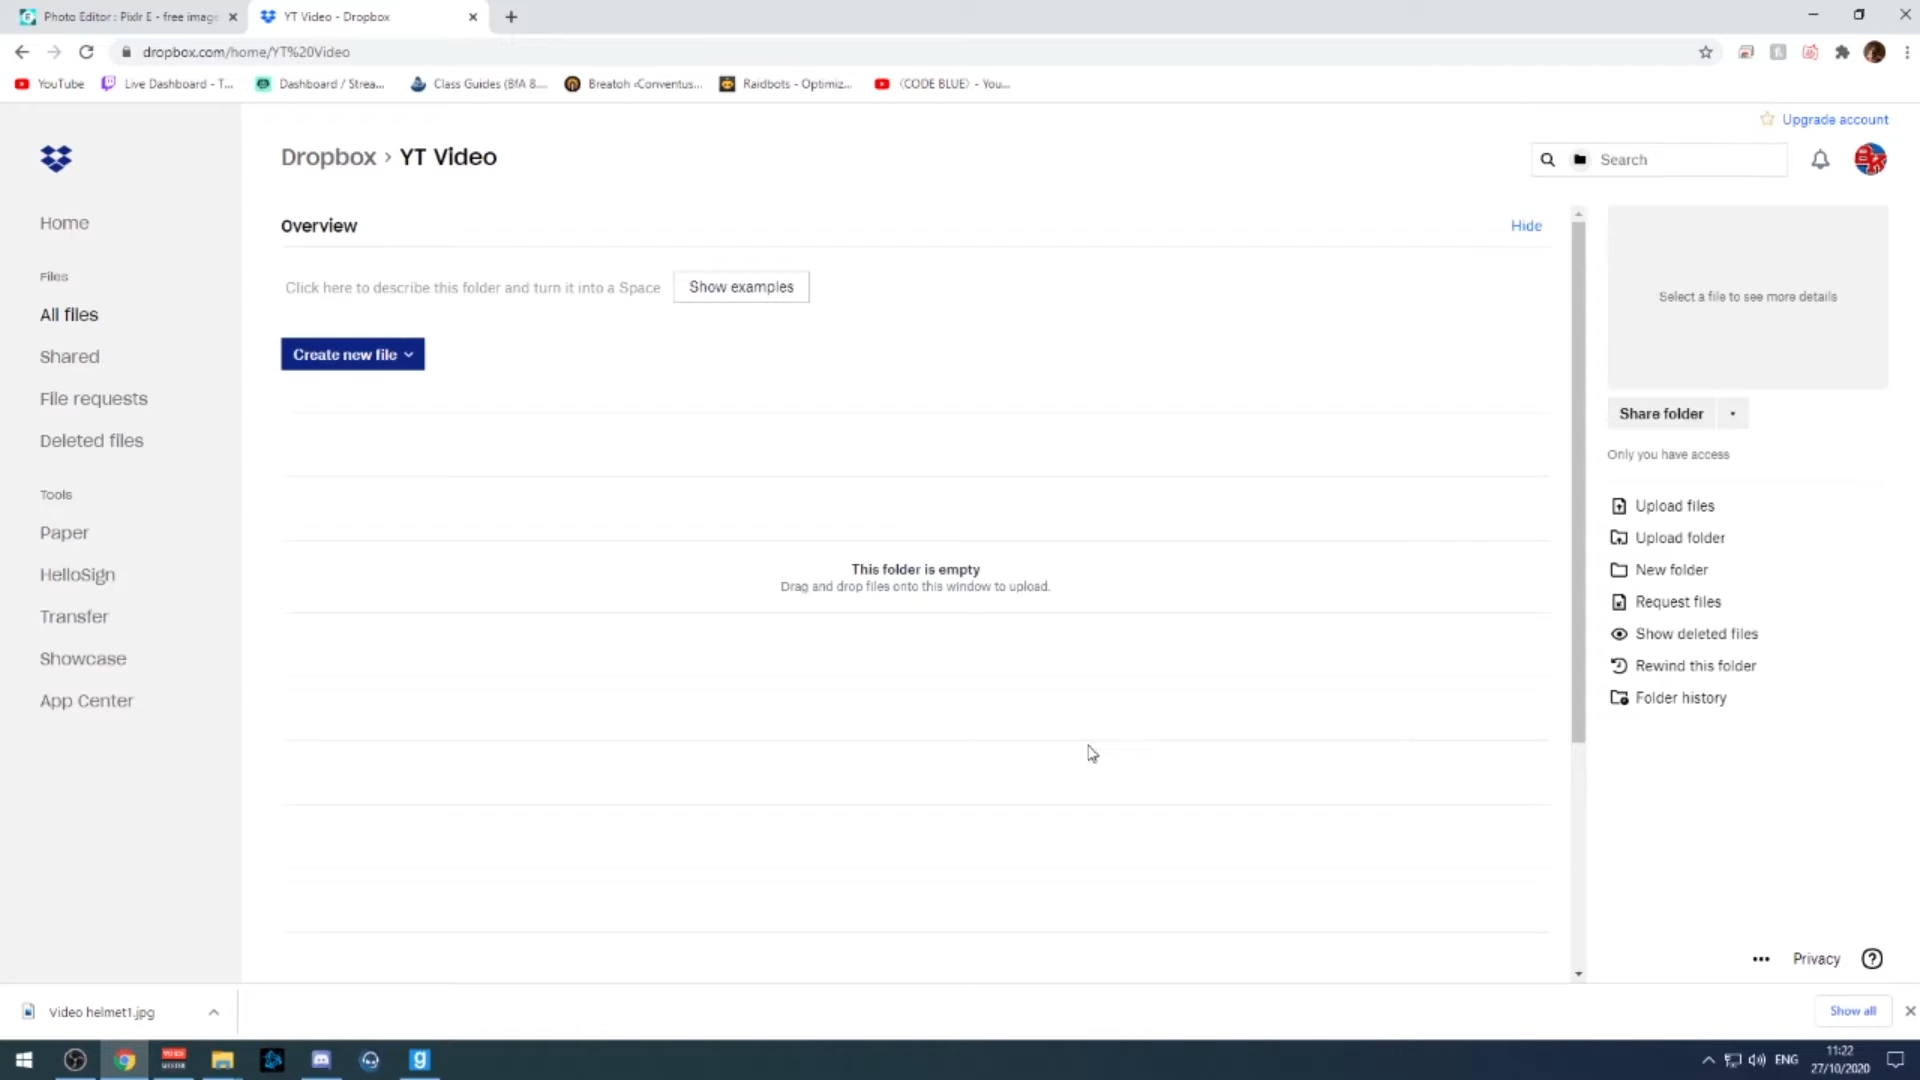 Photo Editor : Pixlr E - free image
YT Video - Dropbox
dropbox.com/home/YT%20Video
YouTube
Live Dashboard - T...
Dashboard / Strea...
Class Guides (BfA 8....
Breatoh ‹Conventus...
Raidbots - Optimiz...
(CODE BLUE) - You...
Upgrade account
Dropbox › YT Video
Search
Home
Overview
Hide
Files
Click here to describe this folder and turn it into a Space
Show examples
Select a file to see more details
All files
Create new file
Shared
File requests
Share folder
Deleted files
Only you have access
Tools
Upload files
Paper
Upload folder
This folder is empty
New folder
HelloSign
Drag and drop files onto this window to upload.
Request files
Transfer
Show deleted files
Showcase
Rewind this folder
App Center
Folder history
Privacy
Video helmet1.jpg
Show all
ENG
11:22
27/10/2020